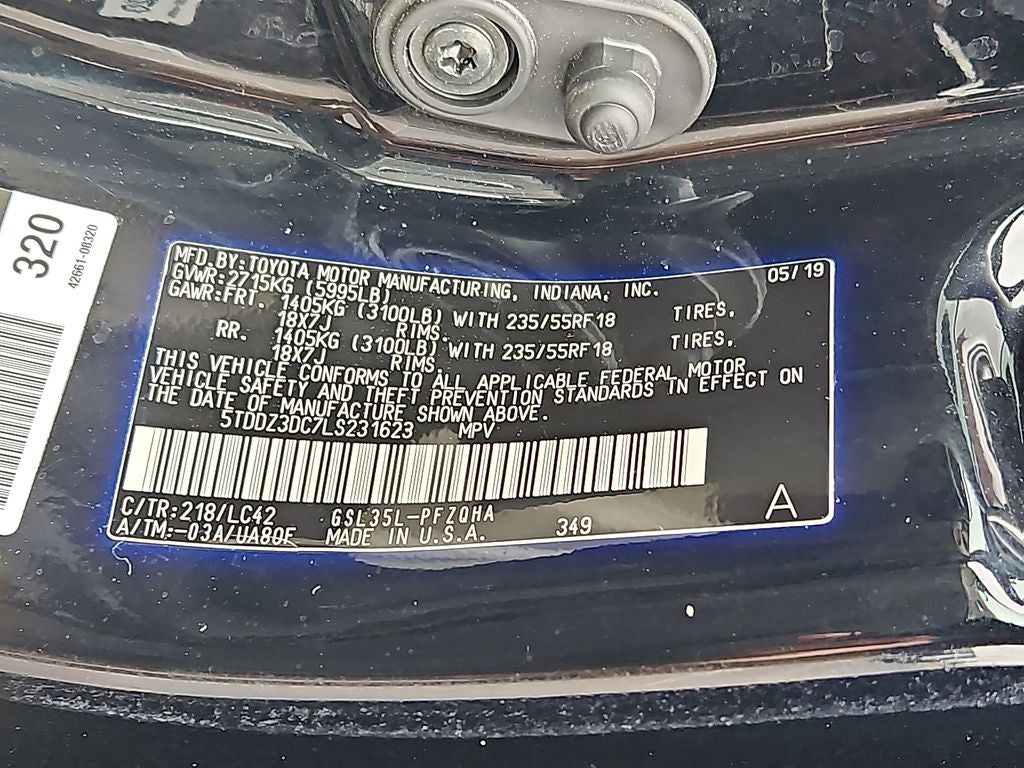 320
42661-08320
MFD. BY: TOYOTA MOTOR MANUFACTURING, INDIANA, INC. 05/19
GVWR: 2715KG (5995LB)
GAWR: FRT. 1405KG (3100LB) WITH 235/55RF18 TIRES,
18X7J RIMS,
RR. 1405KG (3100LB) WITH 235/55RF18 TIRES,
18X7J RIMS,
THIS VEHICLE CONFORMS TO ALL APPLICABLE FEDERAL MOTOR
VEHICLE SAFETY AND THEFT PREVENTION STANDARDS IN EFFECT ON
THE DATE OF MANUFACTURE SHOWN ABOVE.
5TDDZ3DC7LS231623 MPV
C/TR: 218/LC42 GSL35L-PFZQHA
A/TM: -03A/UA80F MADE IN U.S.A. 349 A